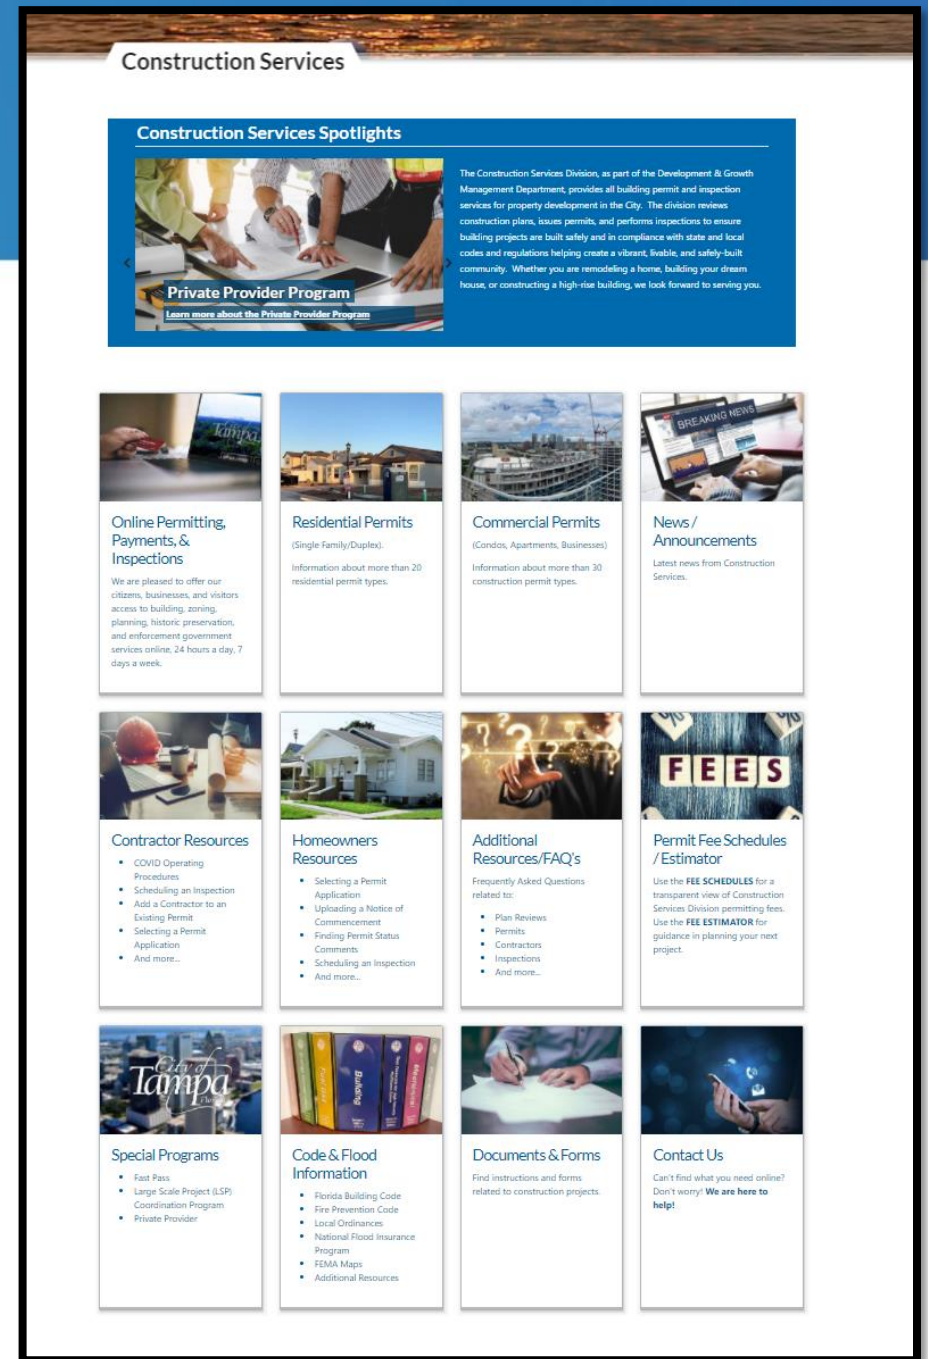 Construction Services
Construction Services Spotlights
The Construction Services Division, as part of the Development & Growth
Management Department, provides all building permit and inspection
services for property development in the City. The division reviews
construction plans, issues permits, and performs inspections to ensure
building projects are built safely and in compliance with state and local
codes and regulations helping create a vibrant, livable, and safely-built
community. Whether you are remodeling a home, building your dream
house, or constructing a high-rise building, we look forward to serving you.
Private Provider Program
Learn more about the Private Provider Program
Tampa
Online Permitting,
Payments, &
Inspections
We are pleased to offer our
citizens, businesses, and visitors
access to building, zoning,
planning, historic preservation,
and enforcement government
services online, 24 hours a day, 7
days a week.
Residential Permits
(Single Family/Duplex).
Information about more than 20
residential permit types.
Commercial Permits
(Condos, Apartments, Businesses)
Information about more than 30
construction permit types.
BREAKING NEWS
News /
Announcements
Latest news from Construction
Services.
Contractor Resources
COVID Operating
Procedures
Scheduling an Inspection
Add a Contractor to an
Existing Permit
Selecting a Permit
Application
And more...
Homeowners
Resources
Selecting a Permit
Application
Uploading a Notice of
Commencement
Finding Permit Status
Comments
Scheduling an Inspection
And more...
Additional
Resources/FAQ's
Frequently Asked Questions
related to:
Plan Reviews
Permits
Contractors
Inspections
And more...
FEES
Permit Fee Schedules
/ Estimator
Use the FEE SCHEDULES for a
transparent view of Construction
Services Division permitting fees.
Use the FEE ESTIMATOR for
guidance in planning your next
project.
City of
Tampa
Special Programs
Fast Pass
Large Scale Project (LSP)
Coordination Program
Private Provider
Building
Code & Flood
Information
Florida Building Code
Fire Prevention Code
Local Ordinances
National Flood Insurance
Program
FEMA Maps
Additional Resources
Documents & Forms
Find instructions and forms
related to construction projects.
Contact Us
Can't find what you need online?
Don't worry! We are here to
help!